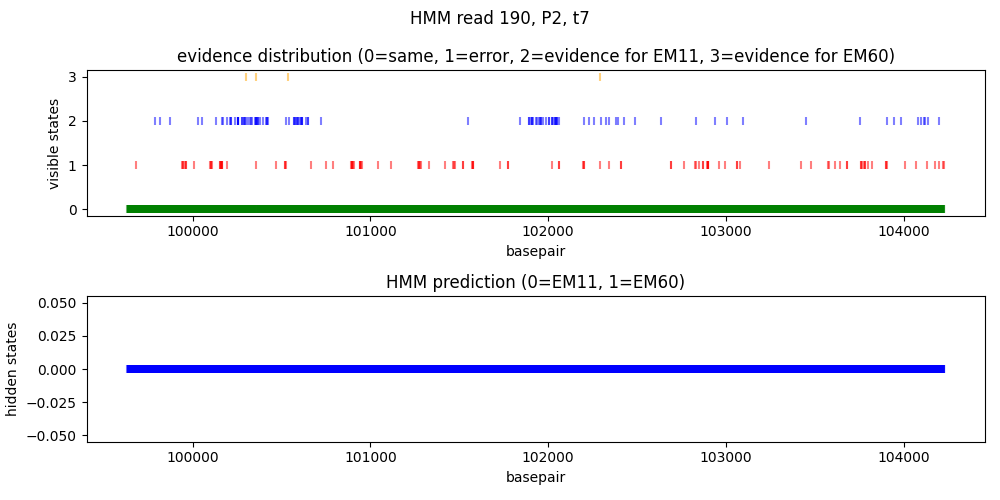 HMM read 190, P2, t7
evidence distribution (0=same, 1=error, 2=evidence for EM11, 3=evidence for EM60)
visible states
3
2
1
0
100000 101000 102000 103000 104000
basepair
HMM prediction (0=EM11, 1=EM60)
hidden states
0.050
0.025
0.000
−0.025
−0.050
100000 101000 102000 103000 104000
basepair